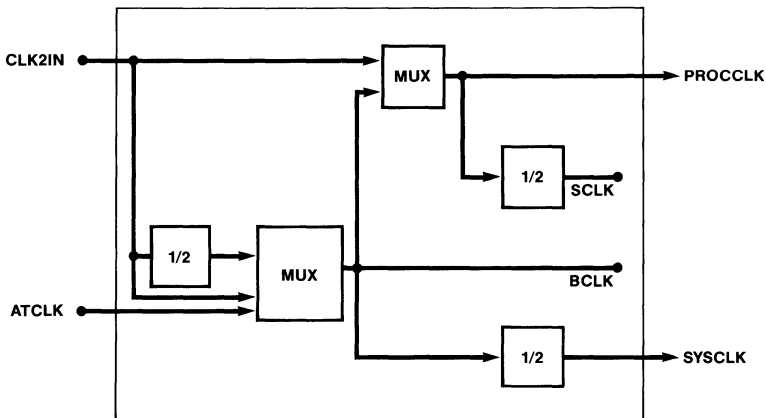 CLK2IN
MUX
PROCCLK
1/2
SCLK
1/2
MUX
BCLK
ATCLK
1/2
SYSCLK